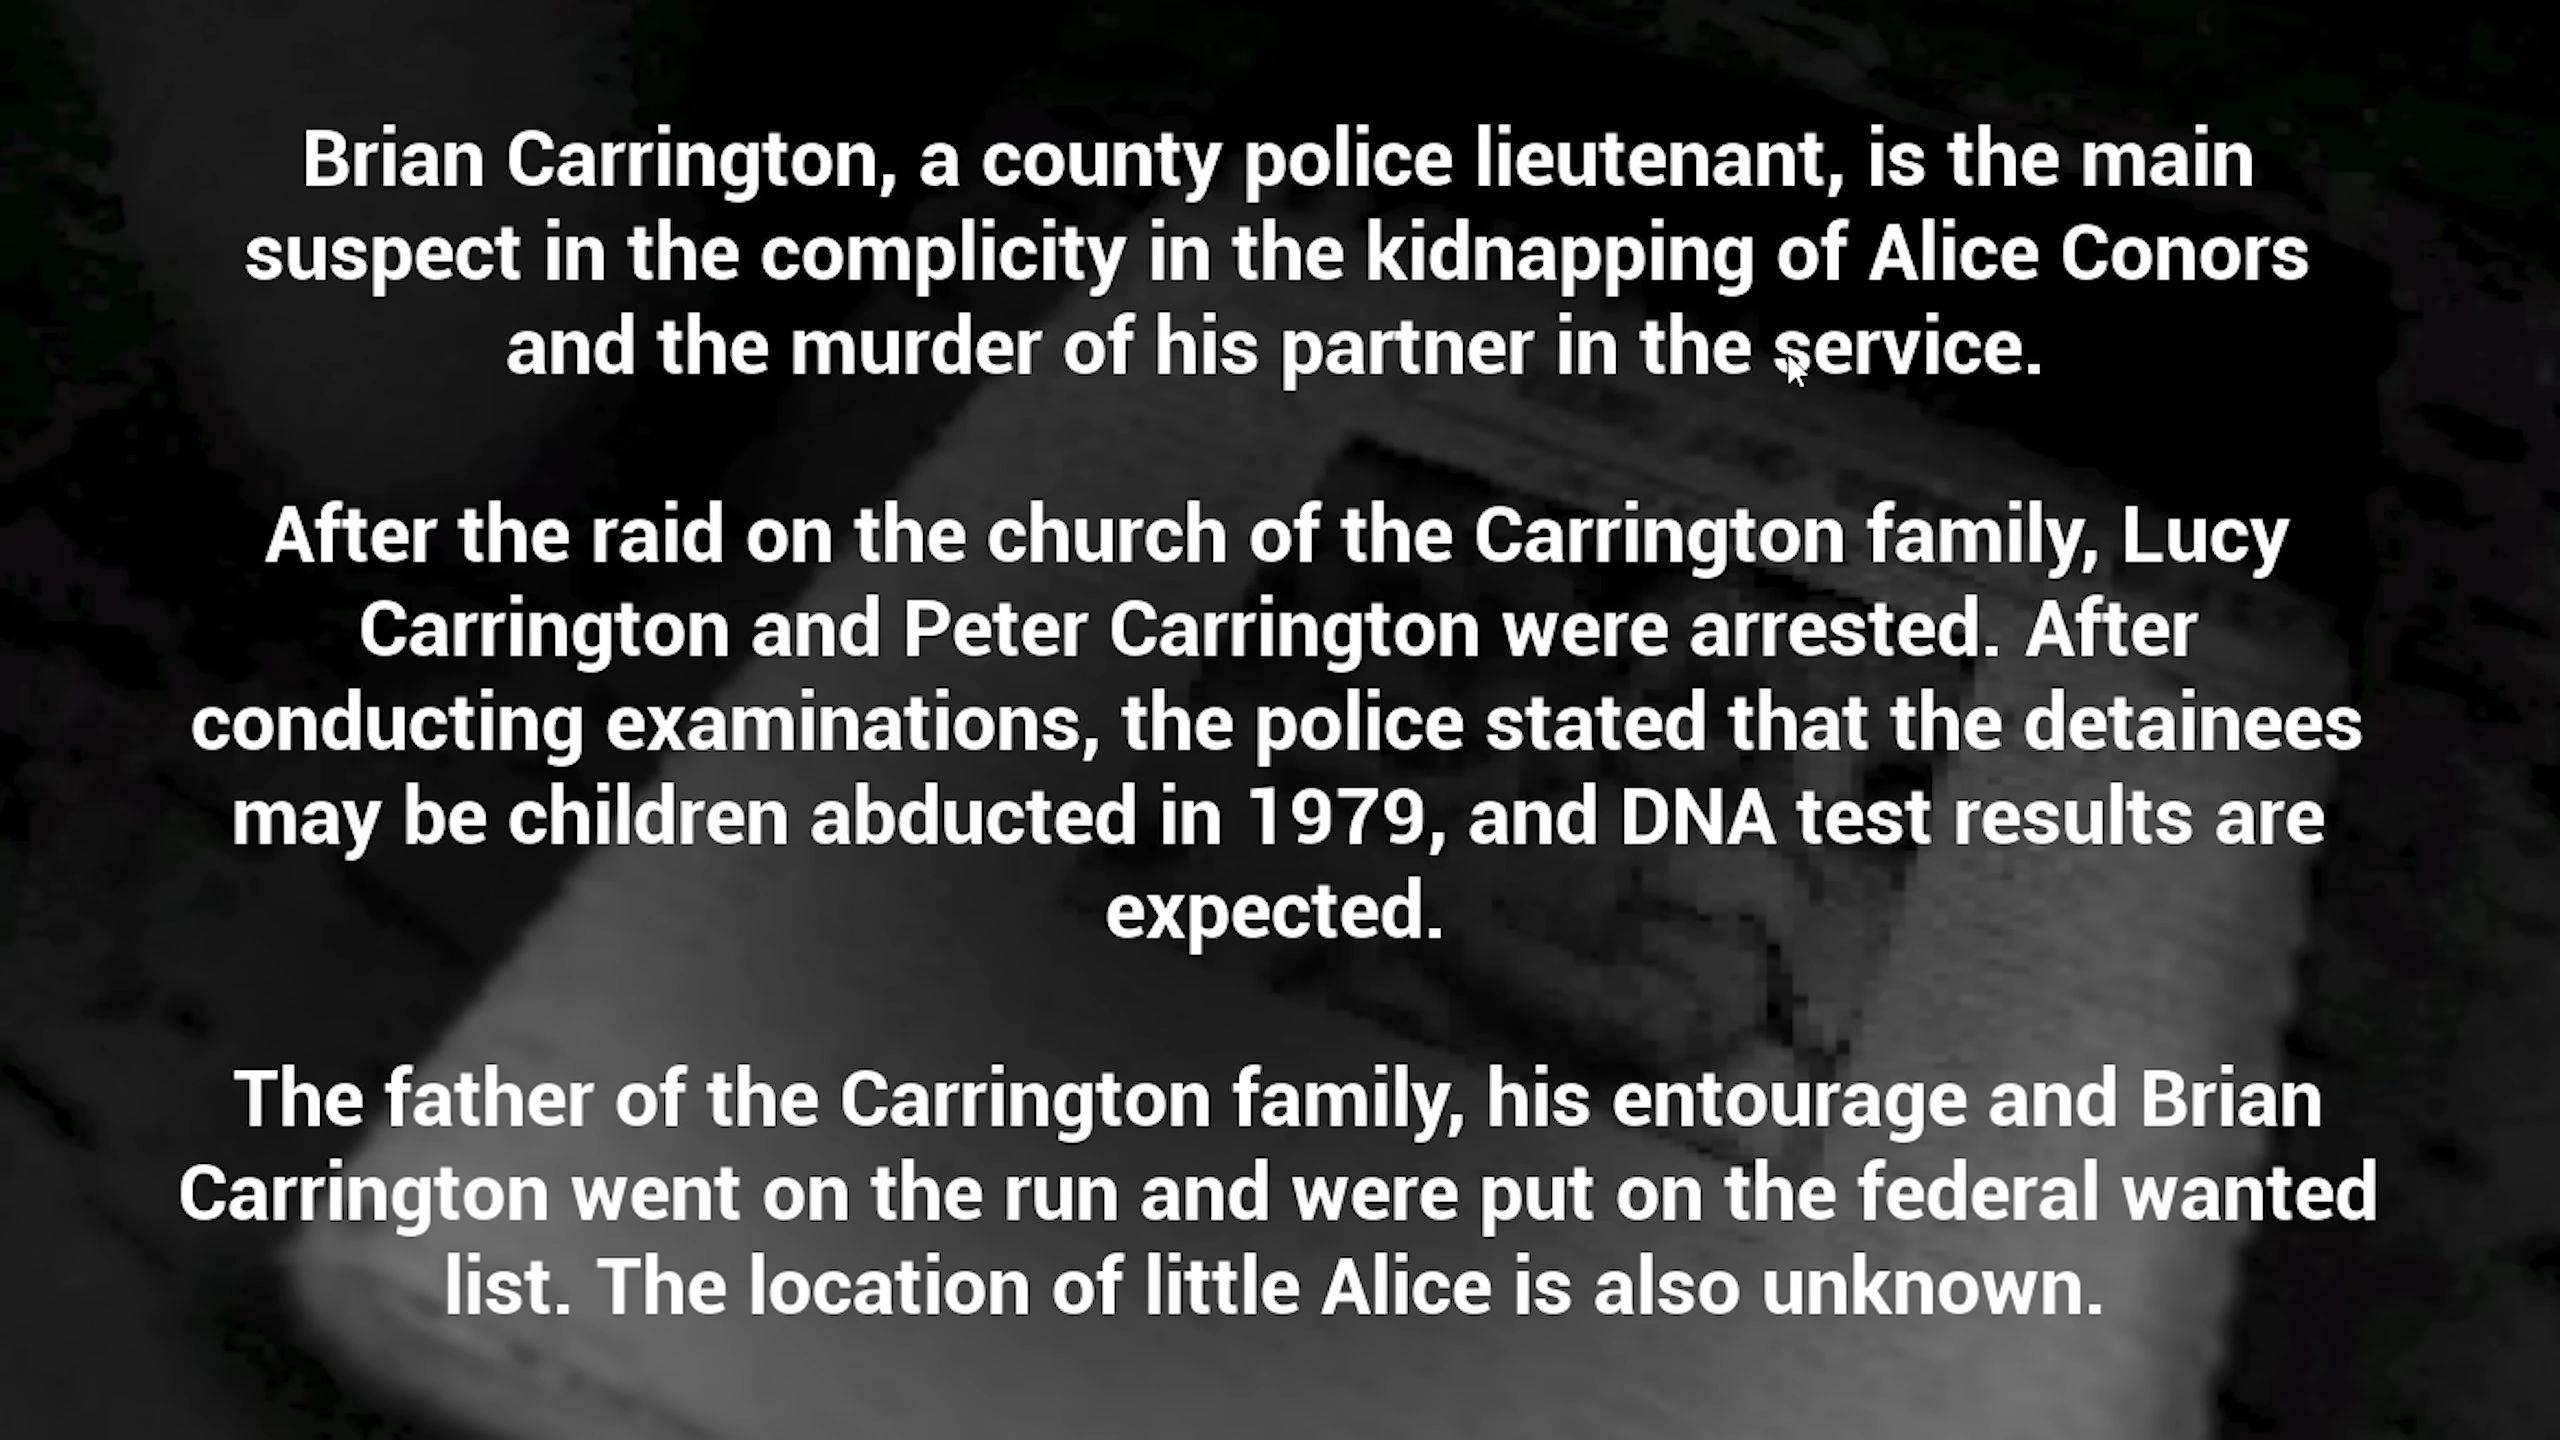 Brian Carrington, a county police lieutenant, is the main
suspect in the complicity in the kidnapping of Alice Conors
and the murder of his partner in the service.
After the raid on the church of the Carrington family, Lucy
Carrington and Peter Carrington were arrested. After
conducting examinations, the police stated that the detainees
may be children abducted in 1979, and DNA test results are
expected.
The father of the Carrington family, his entourage and Brian
Carrington went on the run and were put on the federal wanted
list. The location of little Alice is also unknown.